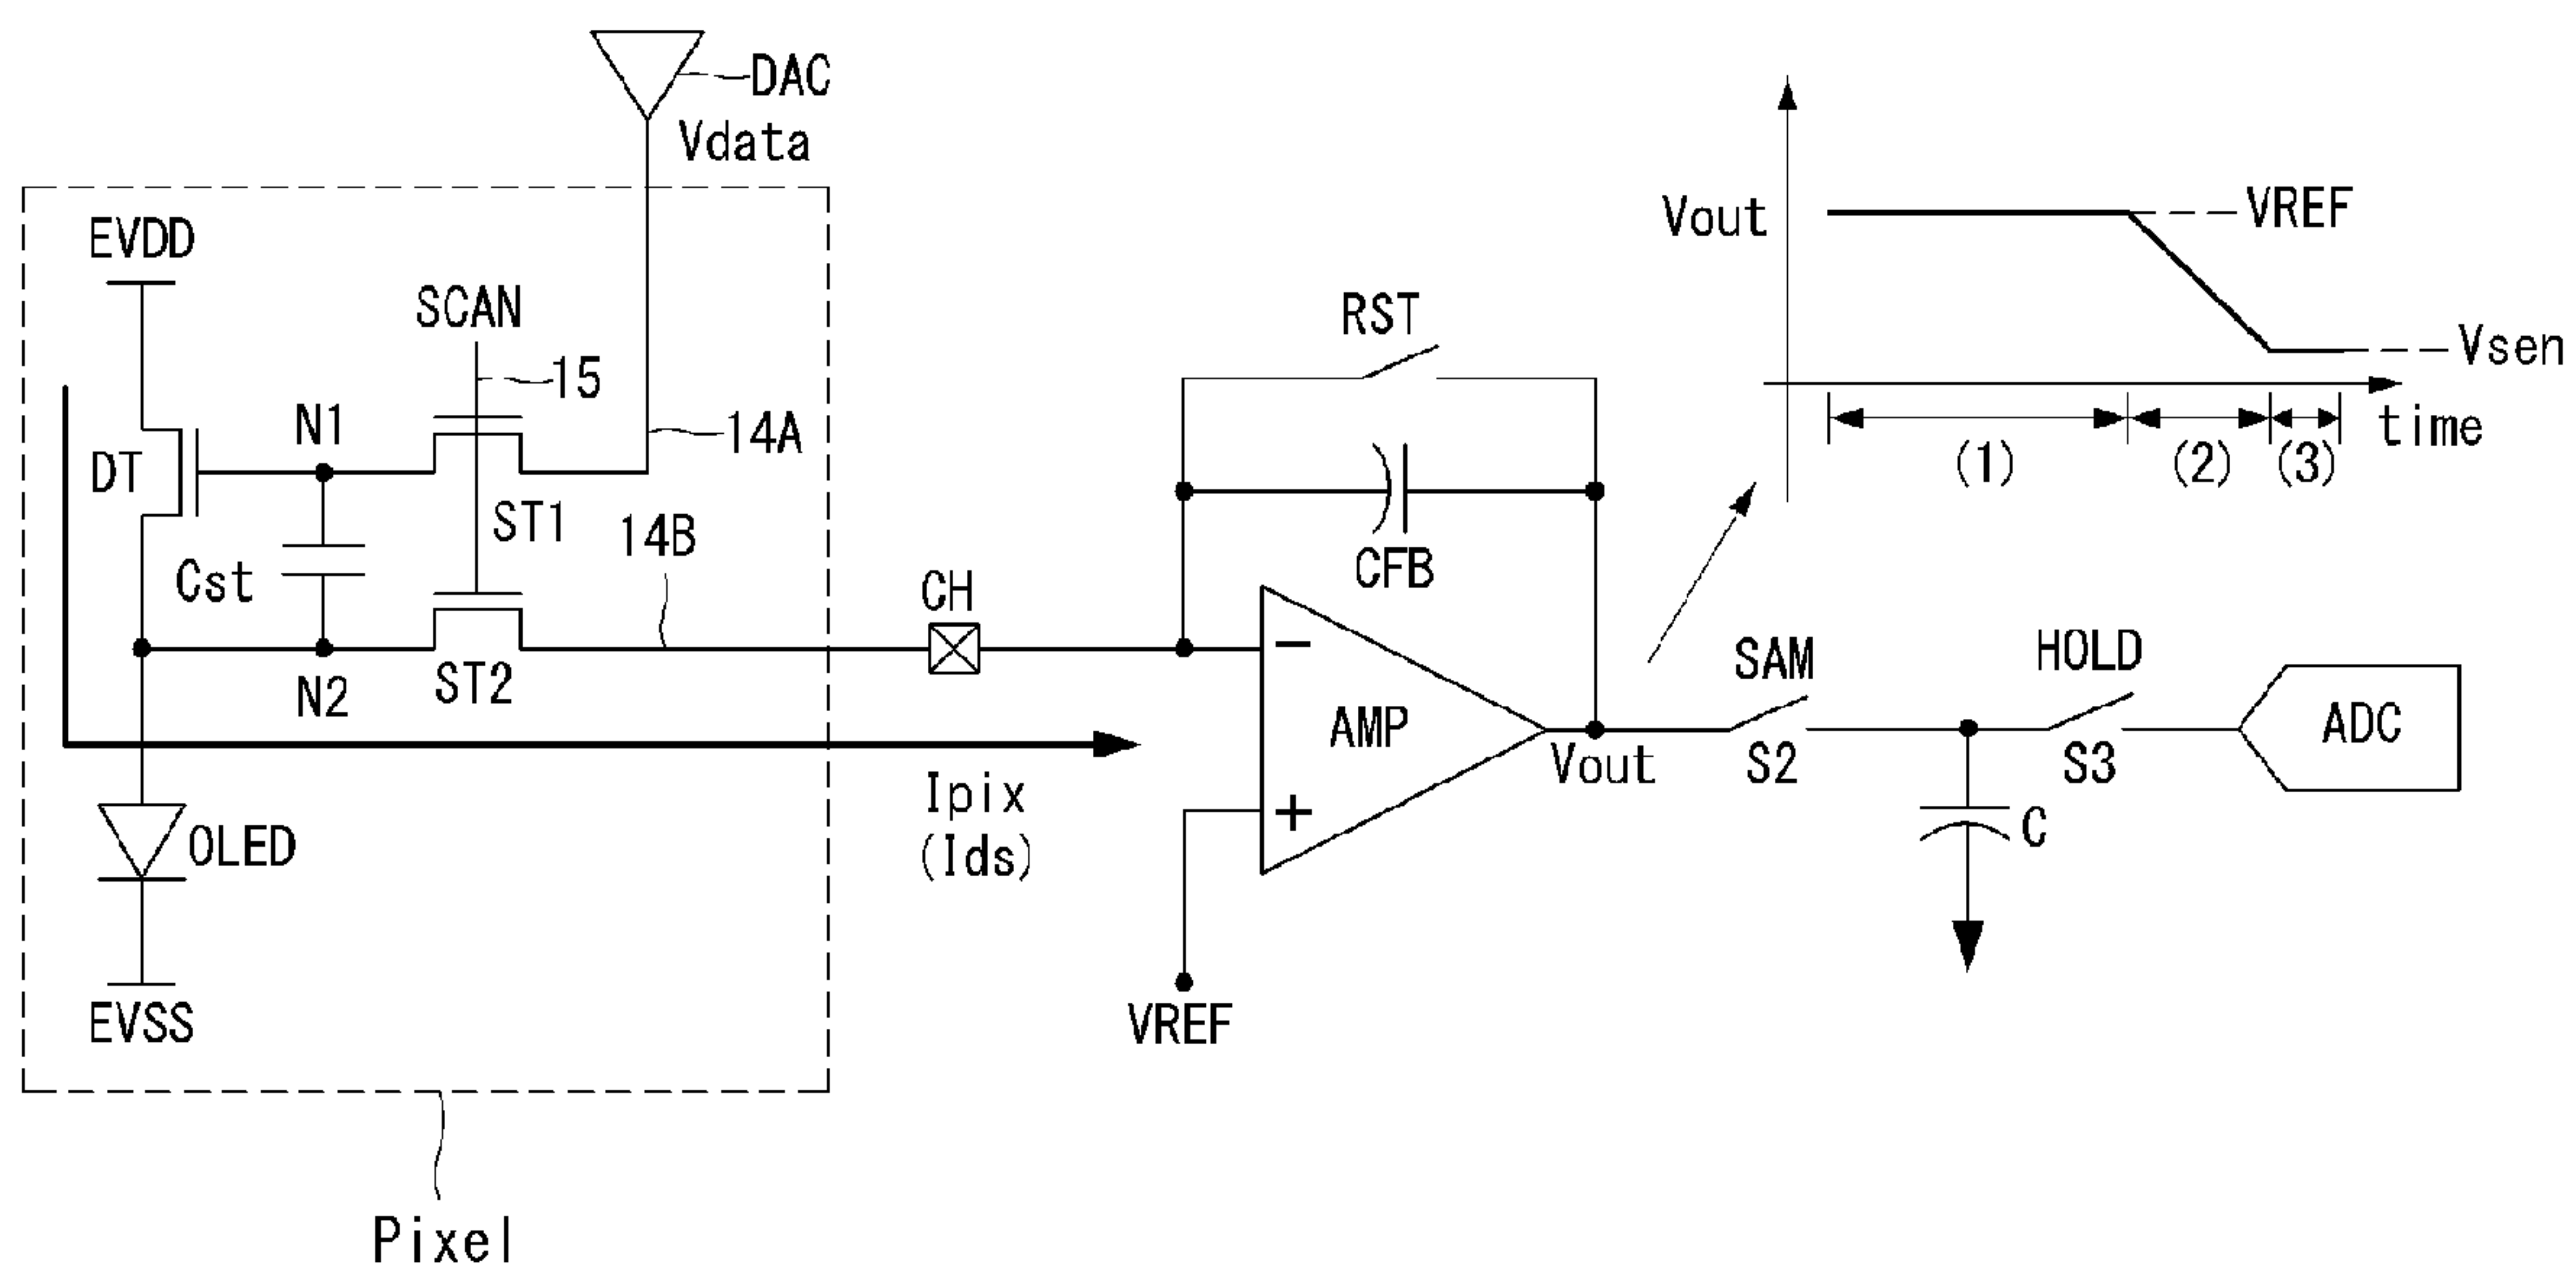 DAC
Vdata
EVDD
SCAN
15
N1
14A
DT
ST1
14B
Cst
N2
ST2
CH
OLED
Ipix
(Ids)
EVSS
Pixel
RST
CFB
AMP
−
+
VREF
Vout
SAM
S2
HOLD
S3
ADC
C
Vout
VREF
Vsen
time
(1)
(2)
(3)